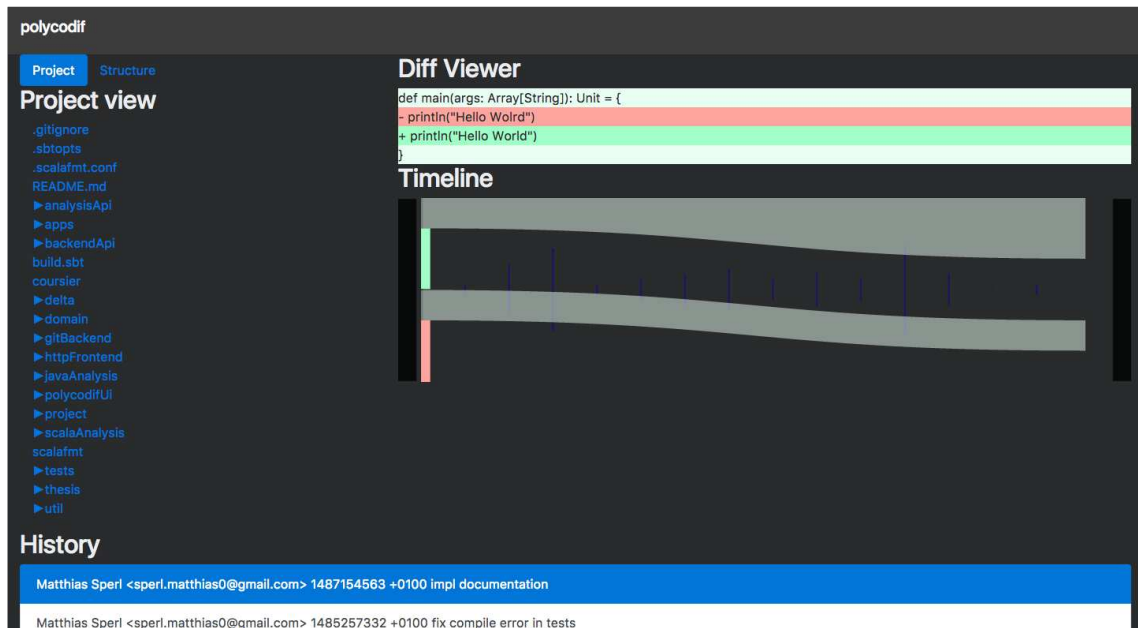 polycodif
Project Structure
Project view
.gitignore
.sbtopts
.scalafmt.conf
README.md
▶analysisApi
▶apps
▶backendApi
build.sbt
coursier
▶delta
▶domain
▶gitBackend
▶httpFrontend
▶javaAnalysis
▶polycodifUi
▶project
▶scalaAnalysis
scalafmt
▶tests
▶thesis
▶util
Diff Viewer
def main(args: Array[String]): Unit = {
- println("Hello Wolrd")
+ println("Hello World")
}
Timeline
History
Matthias Sperl <sperl.matthias0@gmail.com> 1487154563 +0100 impl documentation
Matthias Sperl <sperl.matthias0@gmail.com> 1485257332 +0100 fix compile error in tests